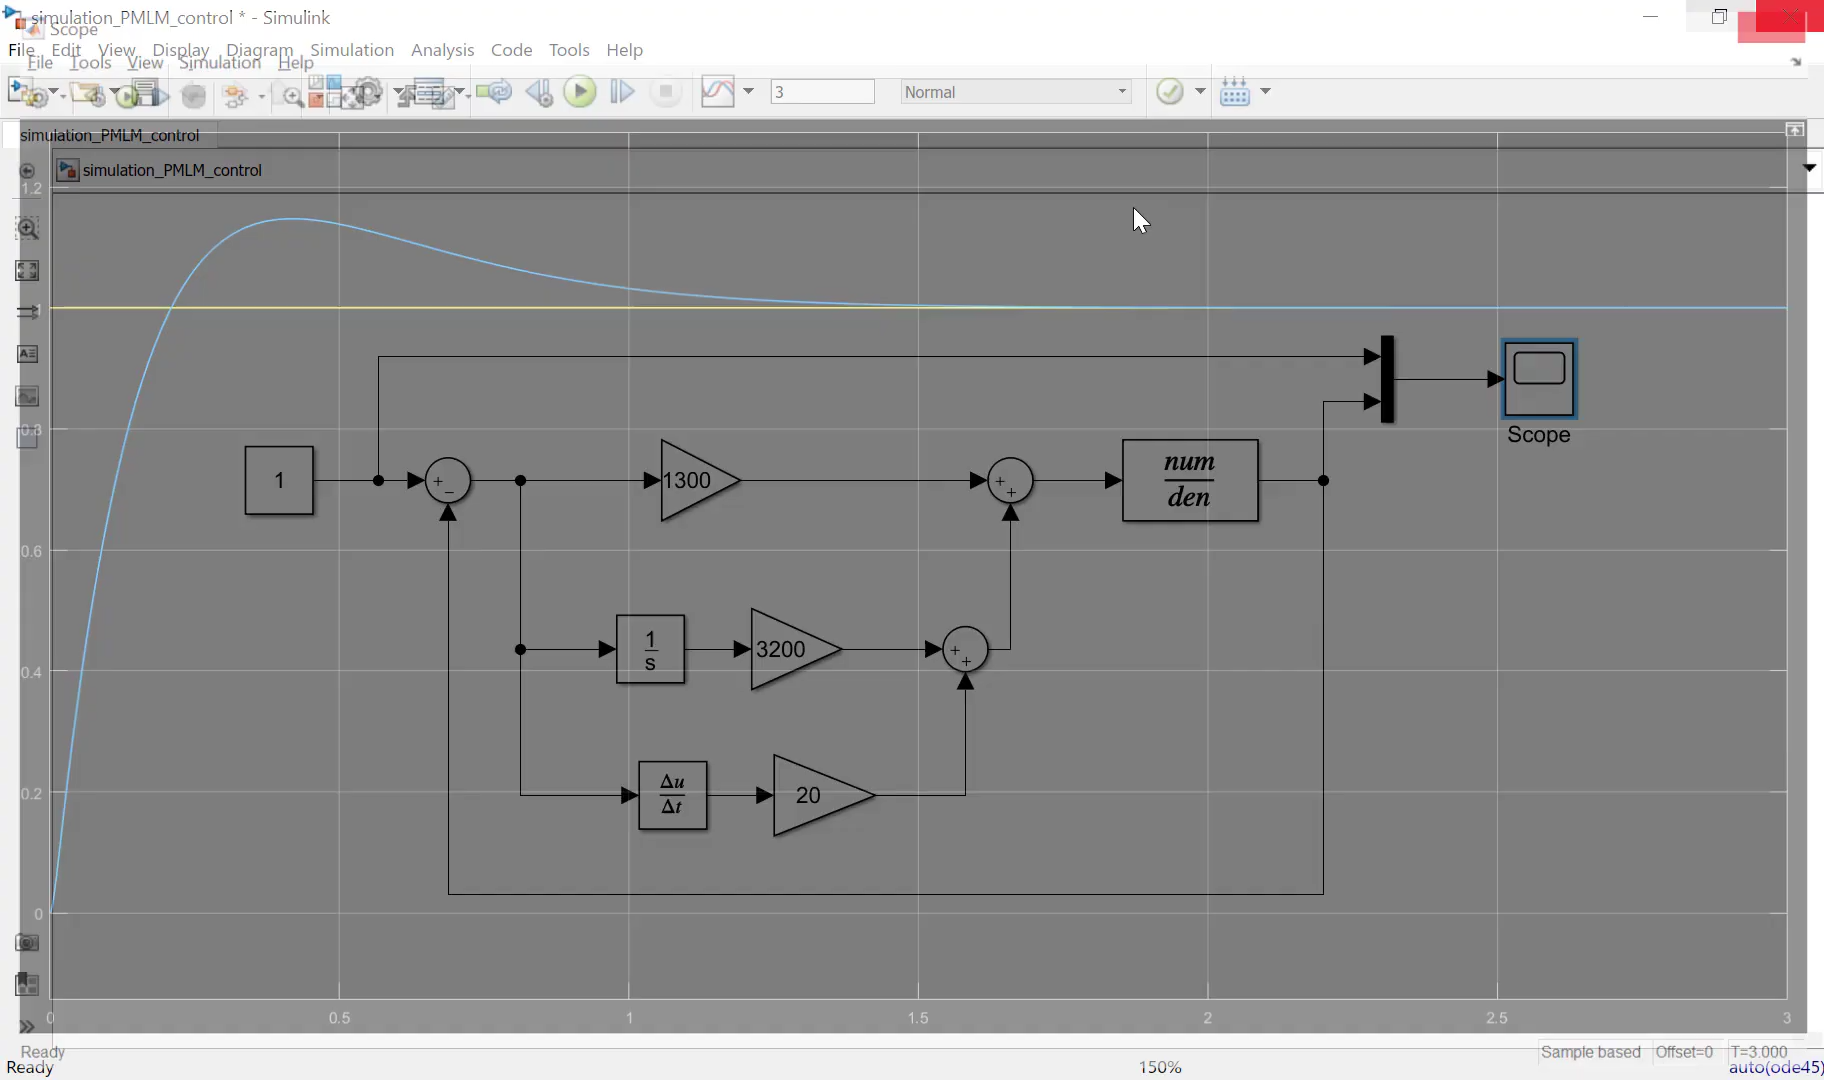 simulation_PMLM_control * - Simulink
Scope
File Edit View Display Diagram Simulation Analysis Code Tools Help
File Tools View Simulation Help
3
Normal
simulation_PMLM_control
simulation_PMLM_control
1.2
1
Scope
0.8
1
+
−
1300
+
+
num
den
0.6
1
s
3200
+
+
0.4
Δu
Δt
20
0.2
0
0 0.5 1 1.5 2 2.5 3
Ready
Sample based Offset=0 T=3.000
Ready
150%
auto(ode45)